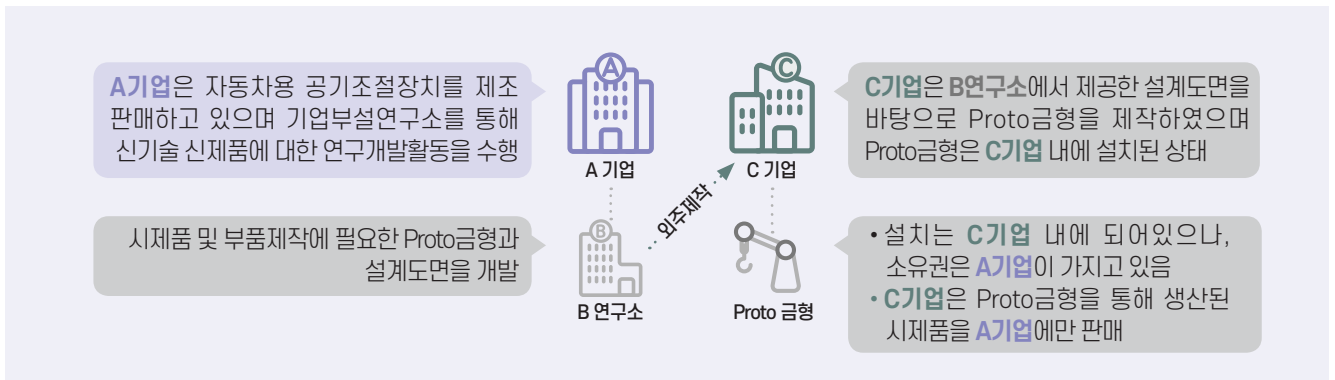 A기업은 자동차용 공기조절장치를 제조
판매하고 있으며 기업부설연구소를 통해
신기술 신제품에 대한 연구개발활동을 수행
A
A 기업
C
C 기업
C기업은 B연구소에서 제공한 설계도면을
바탕으로 Proto금형을 제작하였으며
Proto금형은 C기업 내에 설치된 상태
외주제작
시제품 및 부품제작에 필요한 Proto금형과
설계도면을 개발
B
B 연구소
Proto 금형
• 설치는 C기업 내에 되어있으나,
소유권은 A기업이 가지고 있음
• C기업은 Proto금형을 통해 생산된
시제품을 A기업에만 판매